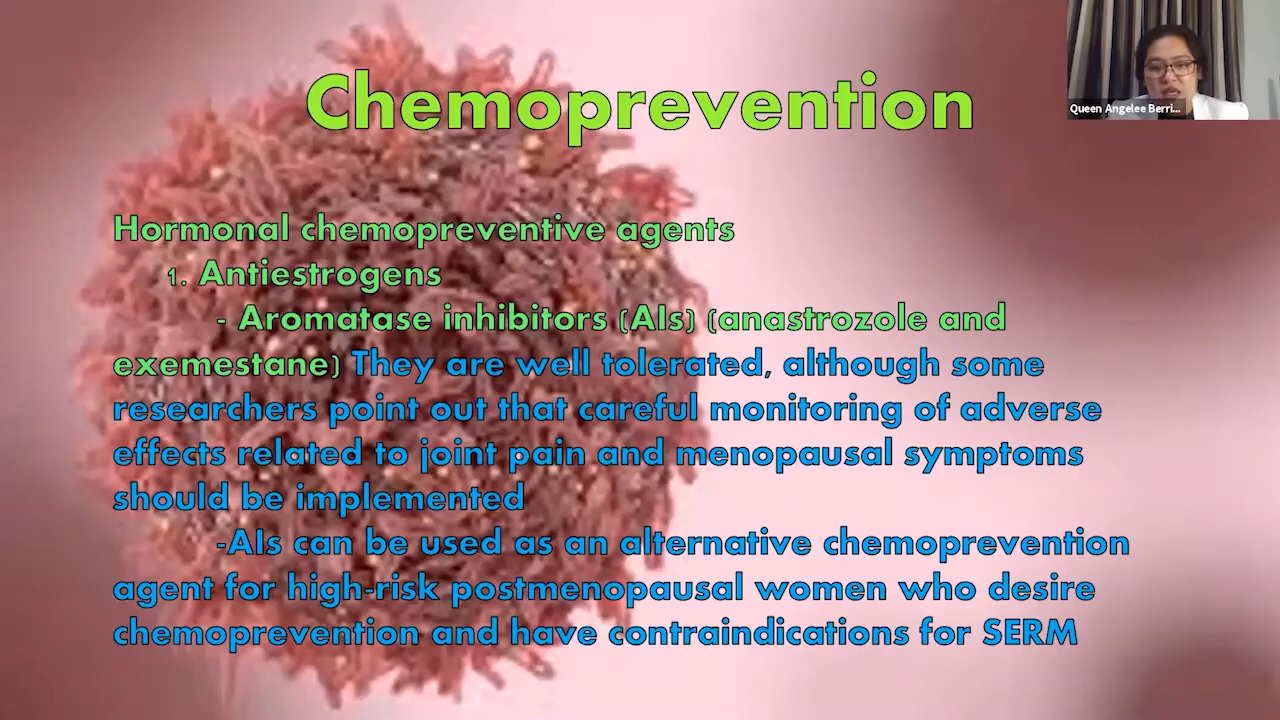 Chemoprevention
Queen Angelee Berri...
Hormonal chemopreventive agents
1. Antiestrogens
- Aromatase inhibitors (AIs) (anastrozole and
exemestane) They are well tolerated, although some
researchers point out that careful monitoring of adverse
effects related to joint pain and menopausal symptoms
should be implemented
-AIs can be used as an alternative chemoprevention
agent for high-risk postmenopausal women who desire
chemoprevention and have contraindications for SERM